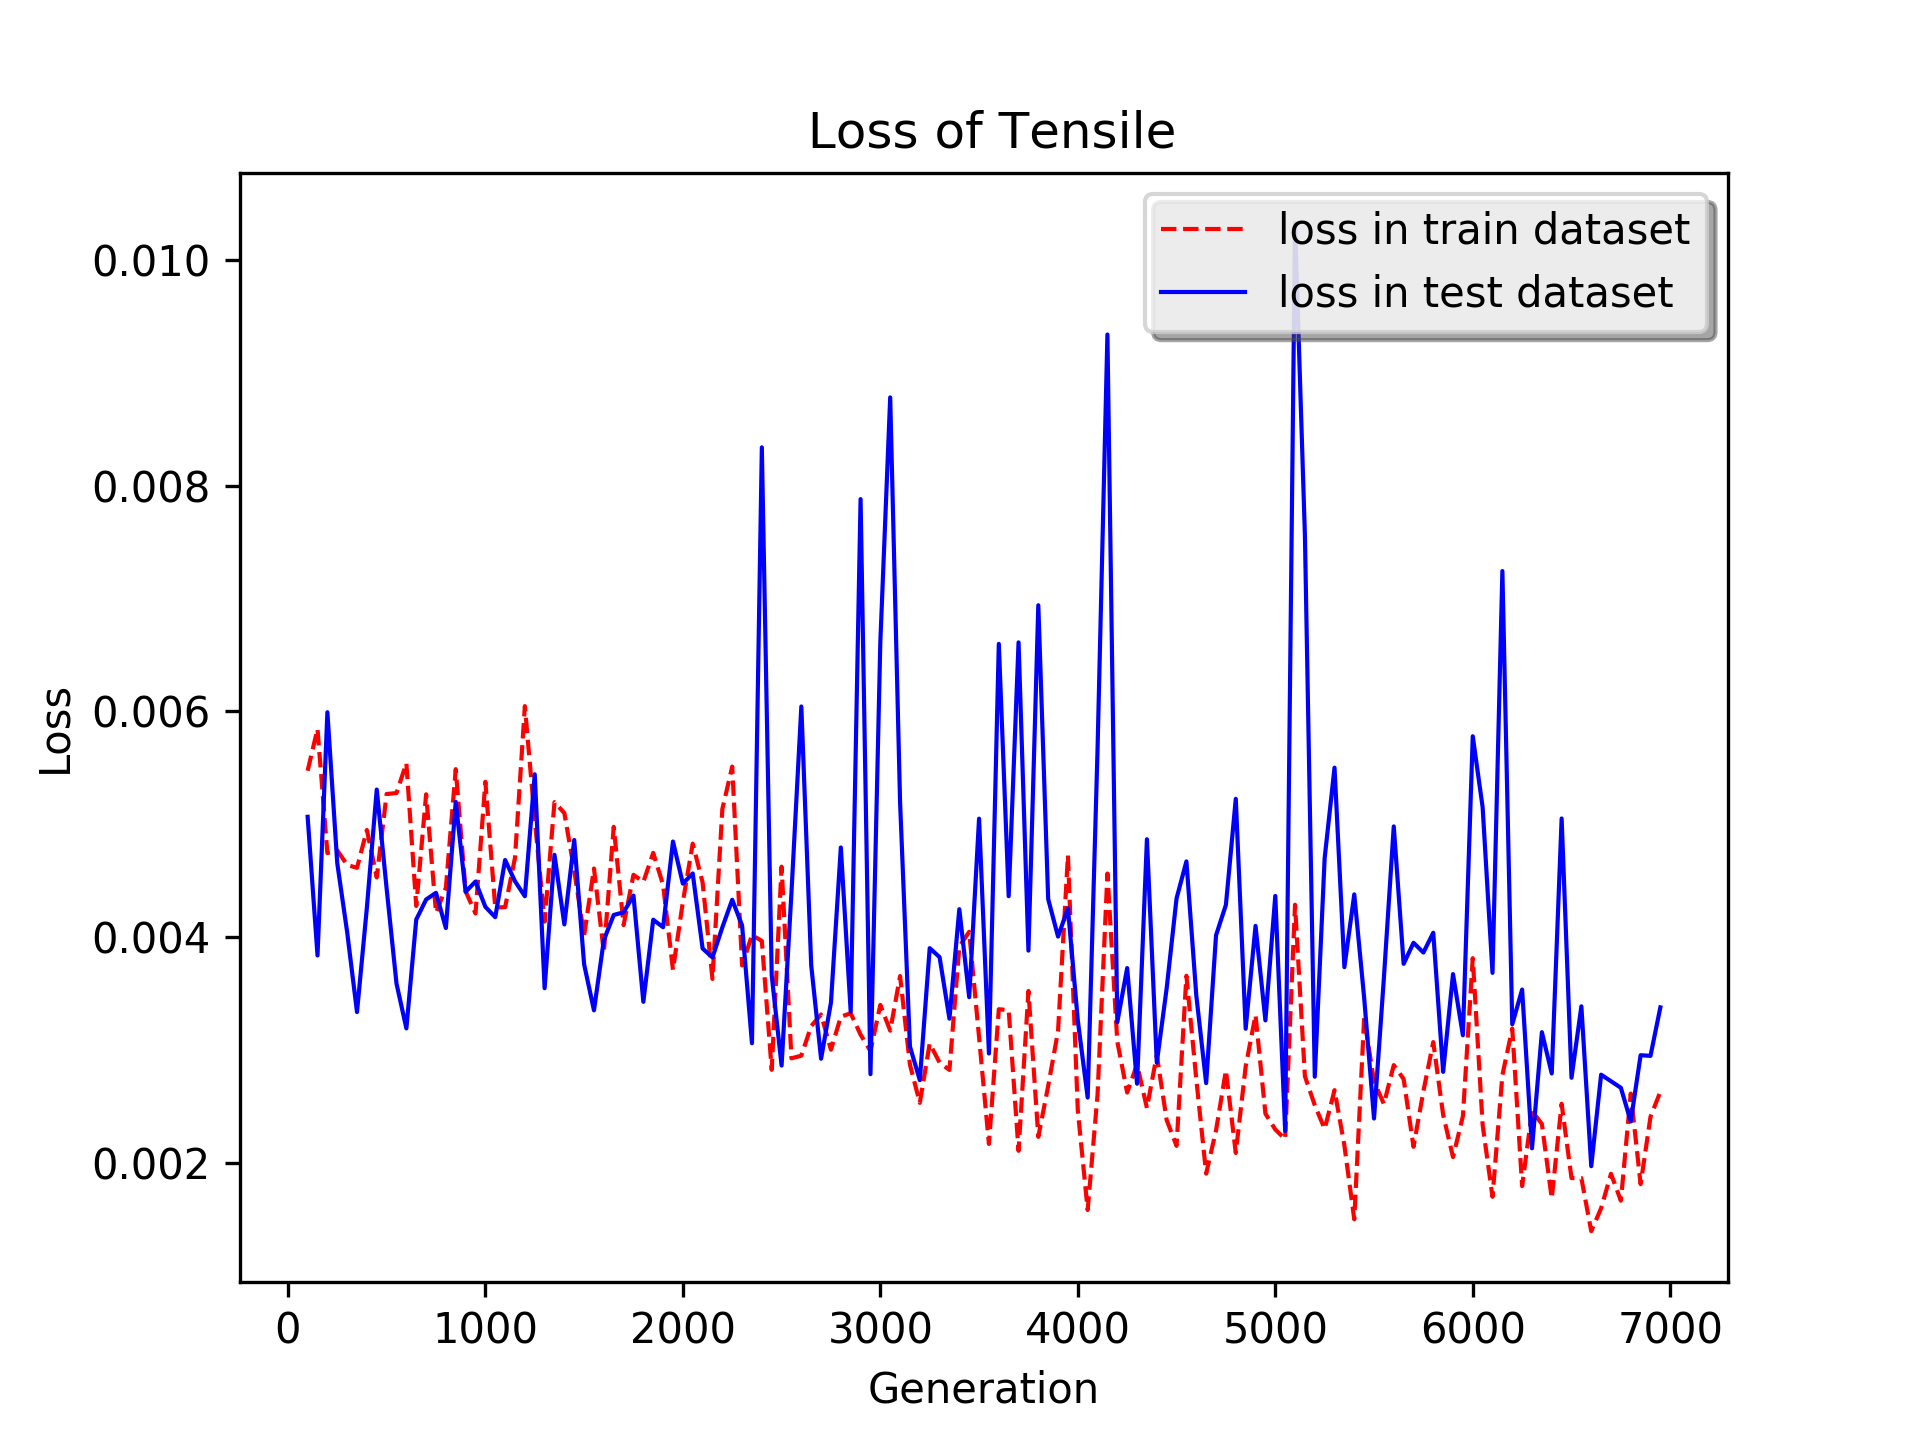 Loss of Tensile
loss in train dataset
loss in test dataset
0.010
0.008
0.006
0.004
0.002
Loss
0 1000 2000 3000 4000 5000 6000 7000
Generation